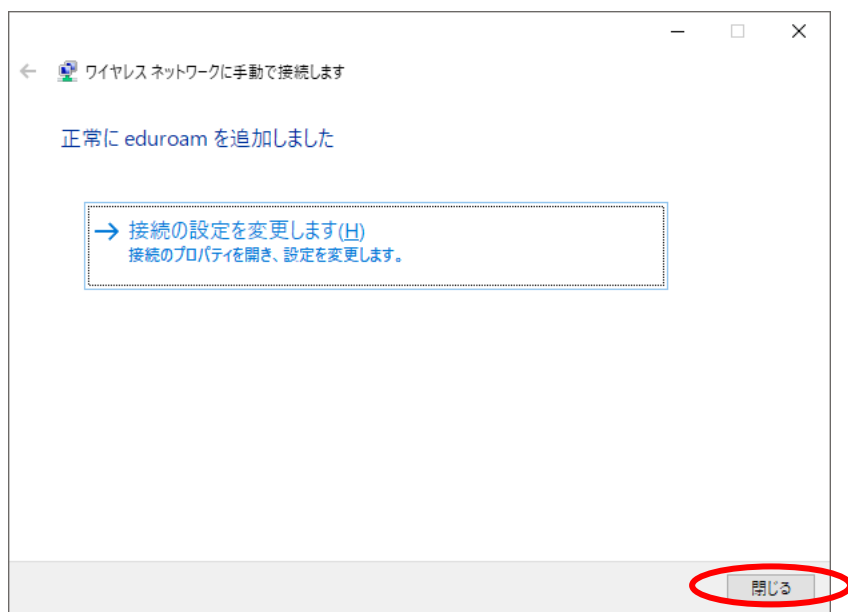 ワイヤレス ネットワークに手動で接続します
正常に eduroam を追加しました
接続の設定を変更します(H)
接続のプロパティを開き、設定を変更します。
閉じる